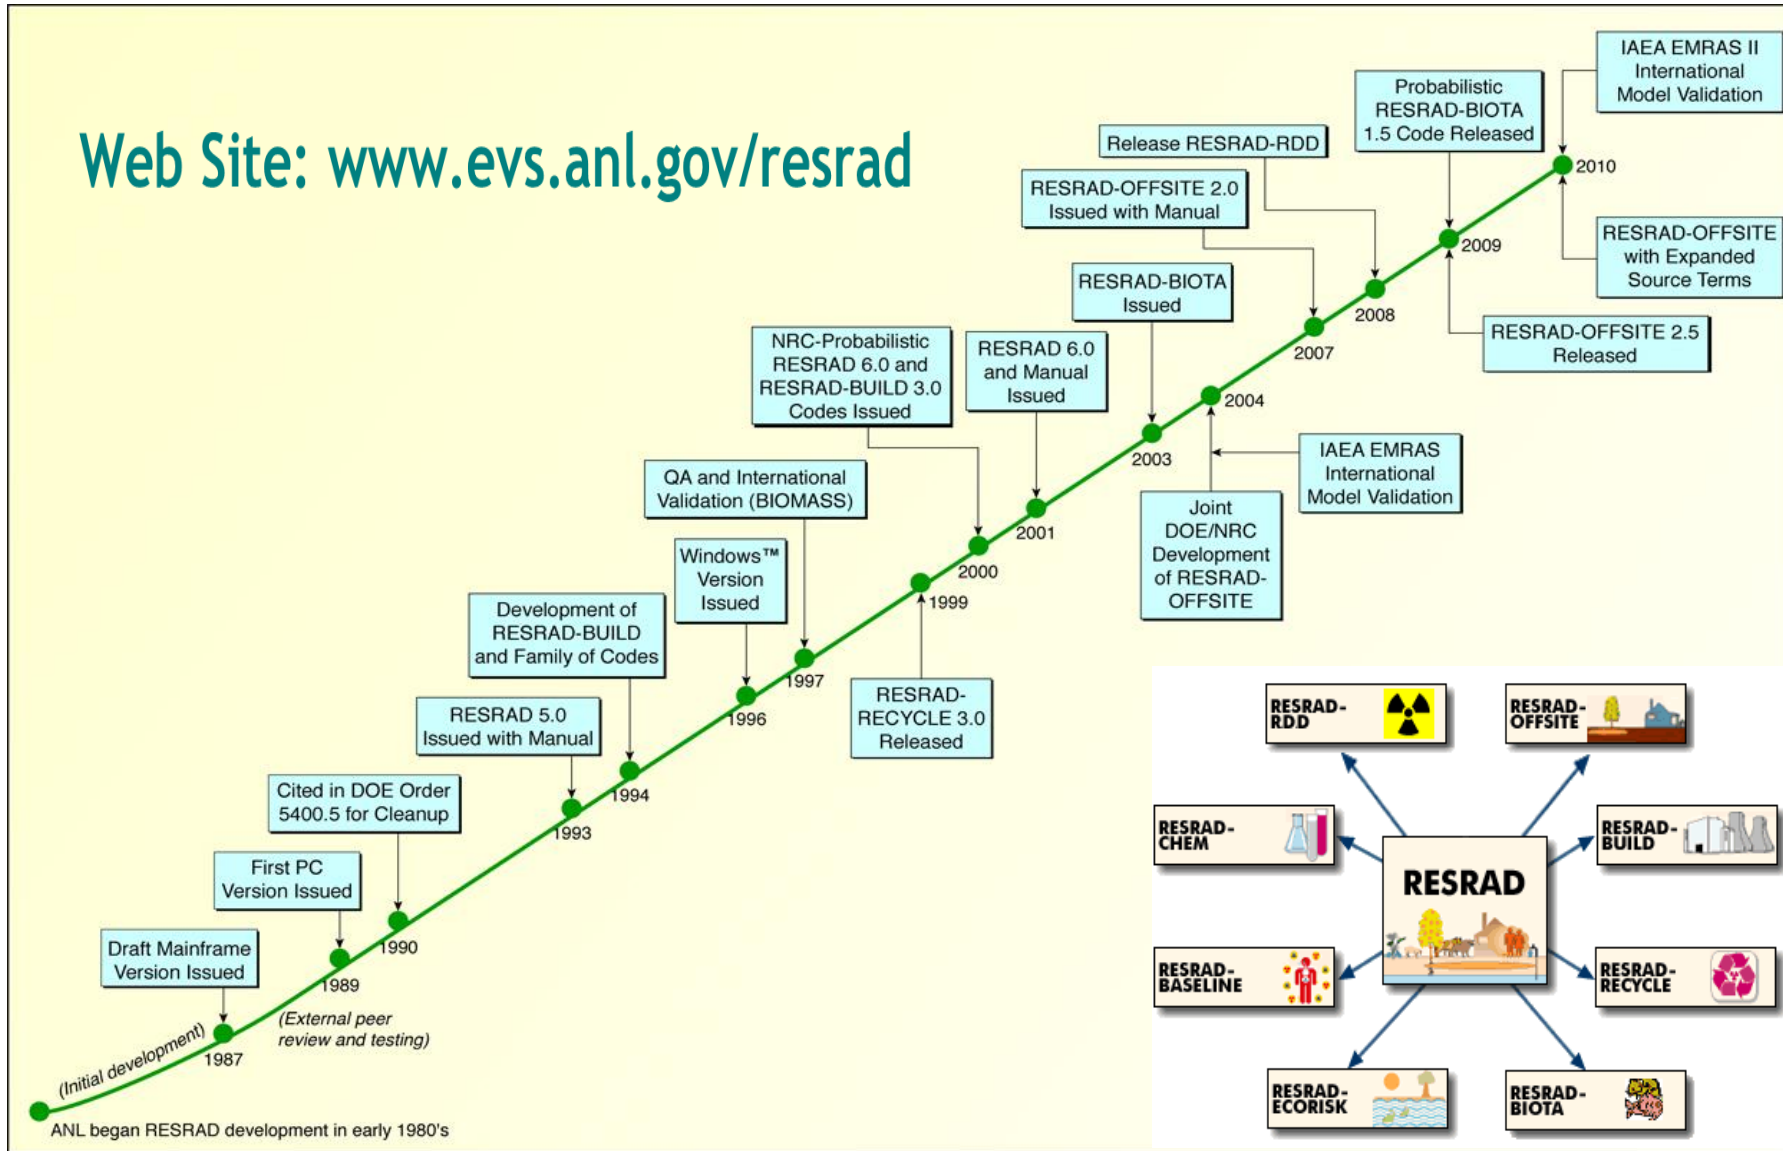 Web Site: www.evs.anl.gov/resrad
ANL began RESRAD development in early 1980's
(Initial development)
Draft Mainframe
Version Issued
1987
(External peer
review and testing)
First PC
Version Issued
1989
Cited in DOE Order
5400.5 for Cleanup
1990
RESRAD 5.0
Issued with Manual
1993
Development of
RESRAD-BUILD
and Family of Codes
1994
Windows™
Version
Issued
1996
QA and International
Validation (BIOMASS)
1997
RESRAD-
RECYCLE 3.0
Released
1999
NRC-Probabilistic
RESRAD 6.0 and
RESRAD-BUILD 3.0
Codes Issued
2000
RESRAD 6.0
and Manual
Issued
2001
RESRAD-BIOTA
Issued
2003
Joint
DOE/NRC
Development
of RESRAD-
OFFSITE
IAEA EMRAS
International
Model Validation
2004
RESRAD-OFFSITE 2.0
Issued with Manual
2007
Release RESRAD-RDD
2008
Probabilistic
RESRAD-BIOTA
1.5 Code Released
2009
RESRAD-OFFSITE 2.5
Released
IAEA EMRAS II
International
Model Validation
2010
RESRAD-OFFSITE
with Expanded
Source Terms
RESRAD-
RDD
RESRAD-
OFFSITE
RESRAD-
CHEM
RESRAD-
BUILD
RESRAD
RESRAD-
BASELINE
RESRAD-
RECYCLE
RESRAD-
ECORISK
RESRAD-
BIOTA